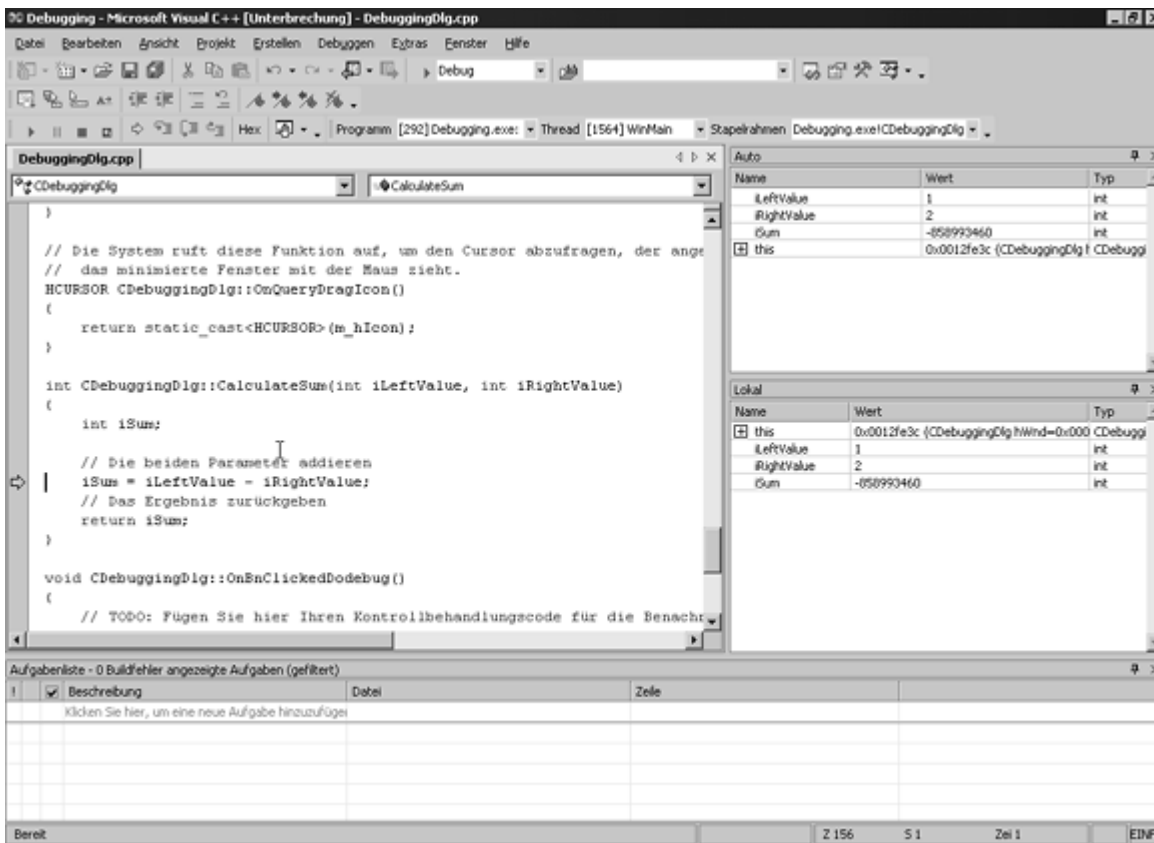 Debugging - Microsoft Visual C++ [Unterbrechung] - DebuggingDlg.cpp
Datei Bearbeiten Ansicht Projekt Erstellen Debuggen Extras Fenster Hilfe
Debug
Hex Programm [292] Debugging.exe: Thread [1564] WinMain Stapelrahmen Debugging.exe!CDebuggingDlg
DebuggingDlg.cpp
CDebuggingDlg CalculateSum
}
// Die System ruft diese Funktion auf, um den Cursor abzufragen, der ange
// das minimierte Fenster mit der Maus zieht.
HCURSOR CDebuggingDlg::OnQueryDragIcon()
{
return static_cast<HCURSOR>(m_hIcon);
}
int CDebuggingDlg::CalculateSum(int iLeftValue, int iRightValue)
{
int iSum;
// Die beiden Parameter addieren
iSum = iLeftValue - iRightValue;
// Das Ergebnis zurückgeben
return iSum;
}
void CDebuggingDlg::OnBnClickedDodebug()
{
// TODO: Fügen Sie hier Ihren Kontrollbehandlungscode für die Benachr
Auto
Name Wert Typ
iLeftValue 1 int
iRightValue 2 int
iSum -858993460 int
this 0x0012fe3c {CDebuggingDlg h CDebuggi
Lokal
Name Wert Typ
this 0x0012fe3c {CDebuggingDlg hWnd=0x000 CDebuggi
iLeftValue 1 int
iRightValue 2 int
iSum -858993460 int
Aufgabenliste - 0 Buildfehler angezeigte Aufgaben (gefiltert)
! Beschreibung Datei Zeile
Klicken Sie hier, um eine neue Aufgabe hinzuzufügen
Bereit Z 156 S 1 Zei 1 EINF